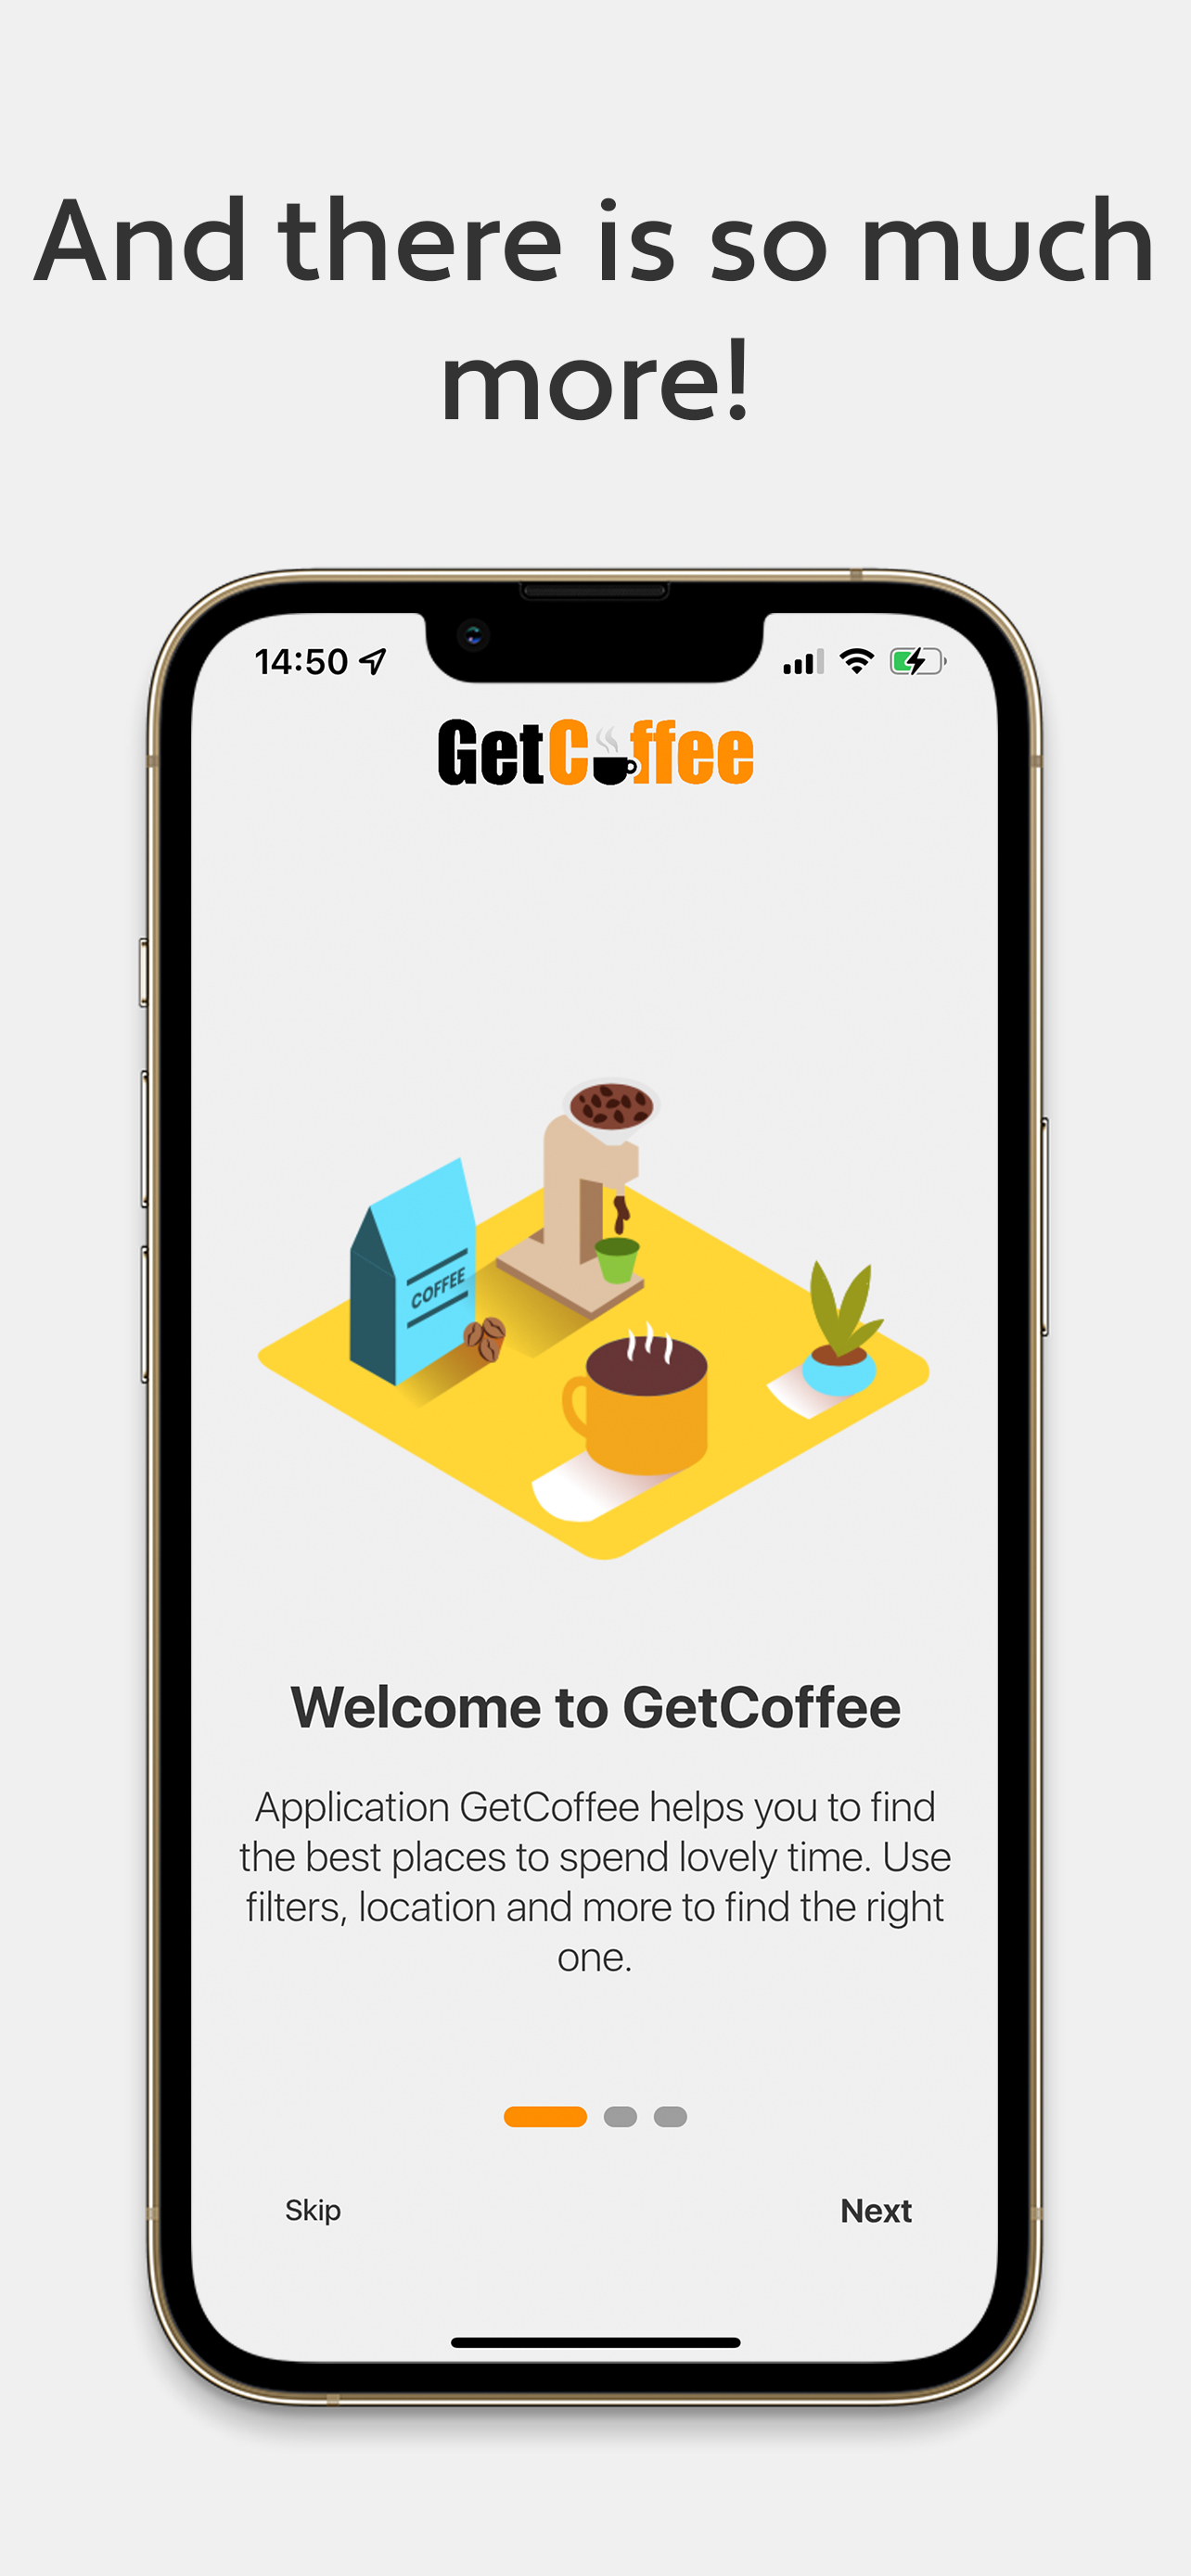 And there is so much
more!
14:50
GetCoffee
COFFEE
Welcome to GetCoffee
Application GetCoffee helps you to find
the best places to spend lovely time. Use
filters, location and more to find the right
one.
Skip
Next